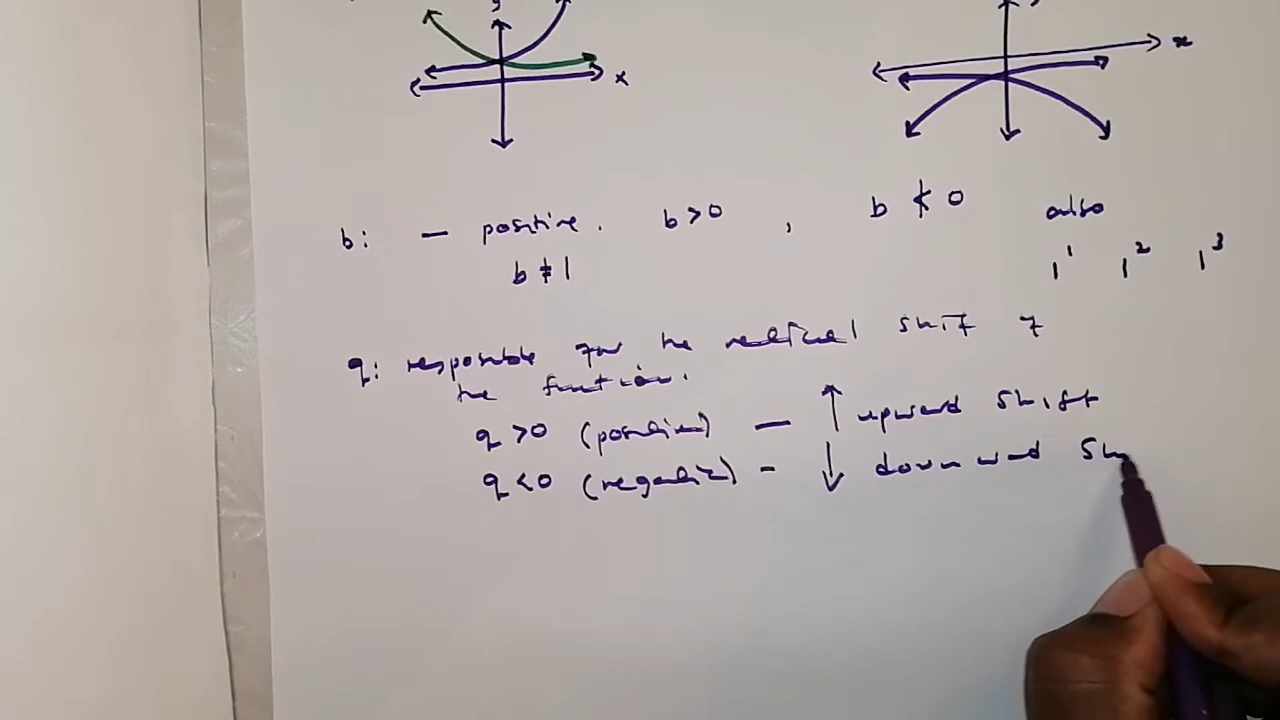 y
x
x
b: – positive. b > 0 , b ≮ 0 also
b ≠ 1 1¹ 1² 1³
q: responsible for the vertical shift of
the function.
q > 0 (positive) — ↑ upward shift
q < 0 (negative) – ↓ downward sh